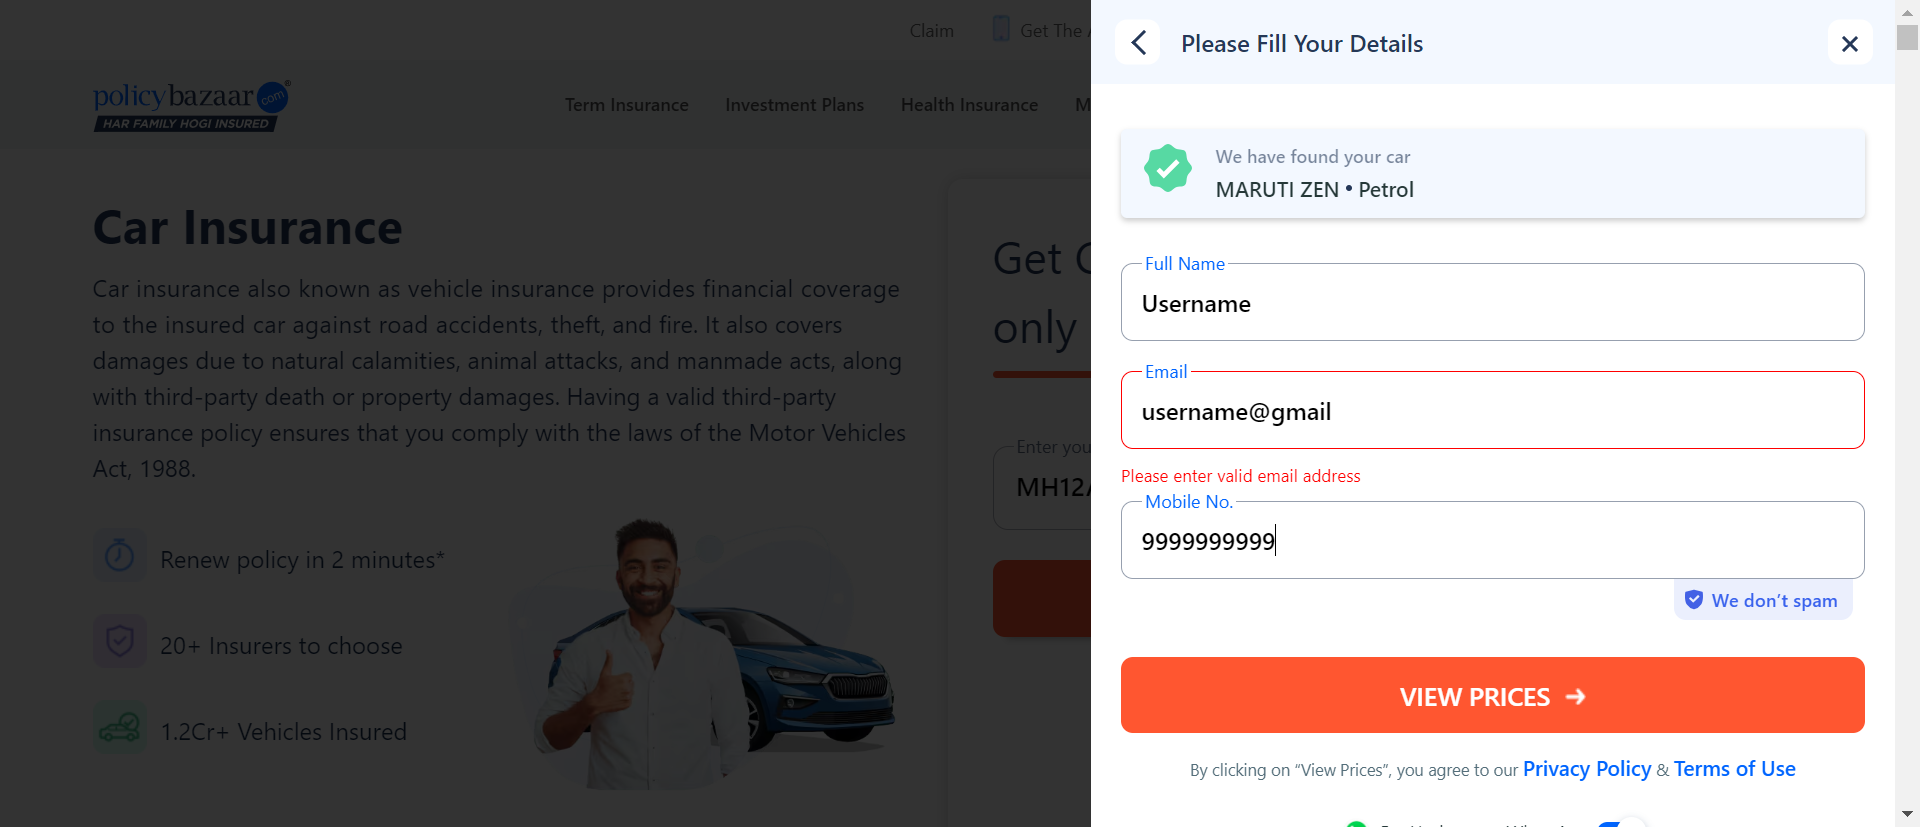 Claim
Get The
policybazaar.com
HAR FAMILY HOGI INSURED
Term Insurance
Investment Plans
Health Insurance
Car Insurance
Car insurance also known as vehicle insurance provides financial coverage
to the insured car against road accidents, theft, and fire. It also covers
damages due to natural calamities, animal attacks, and manmade acts, along
with third-party death or property damages. Having a valid third-party
insurance policy ensures that you comply with the laws of the Motor Vehicles
Act, 1988.
Renew policy in 2 minutes*
20+ Insurers to choose
1.2Cr+ Vehicles Insured
Get
only
Enter you
MH12
Please Fill Your Details
We have found your car
MARUTI ZEN • Petrol
Full Name
Username
Email
username@gmail
Please enter valid email address
Mobile No.
9999999999
We don't spam
VIEW PRICES →
By clicking on “View Prices”, you agree to our Privacy Policy & Terms of Use